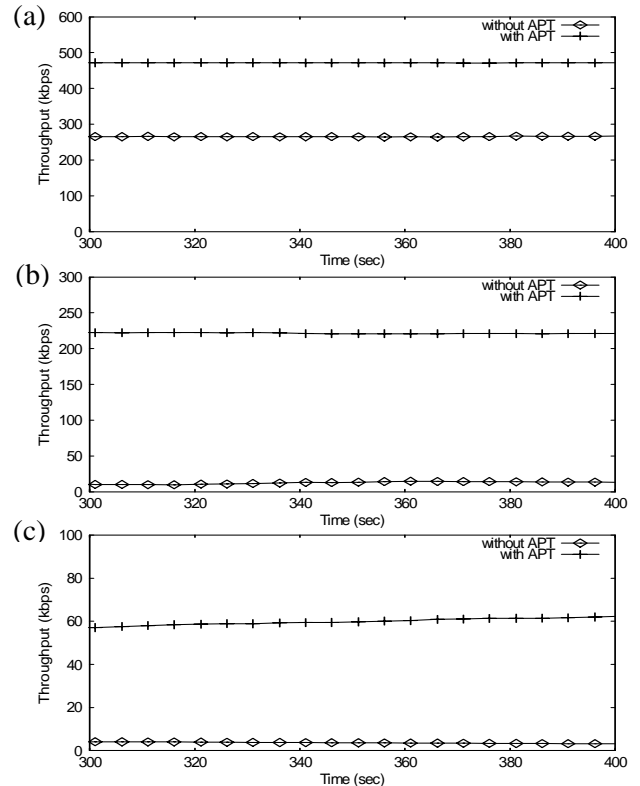 (a)
600
500
400
300
200
100
0
Throughput (kbps)
without APT
with APT
300 320 340 360 380 400
Time (sec)
(b)
300
250
200
150
100
50
0
Throughput (kbps)
without APT
with APT
300 320 340 360 380 400
Time (sec)
(c)
100
80
60
40
20
0
Throughput (kbps)
without APT
with APT
300 320 340 360 380 400
Time (sec)